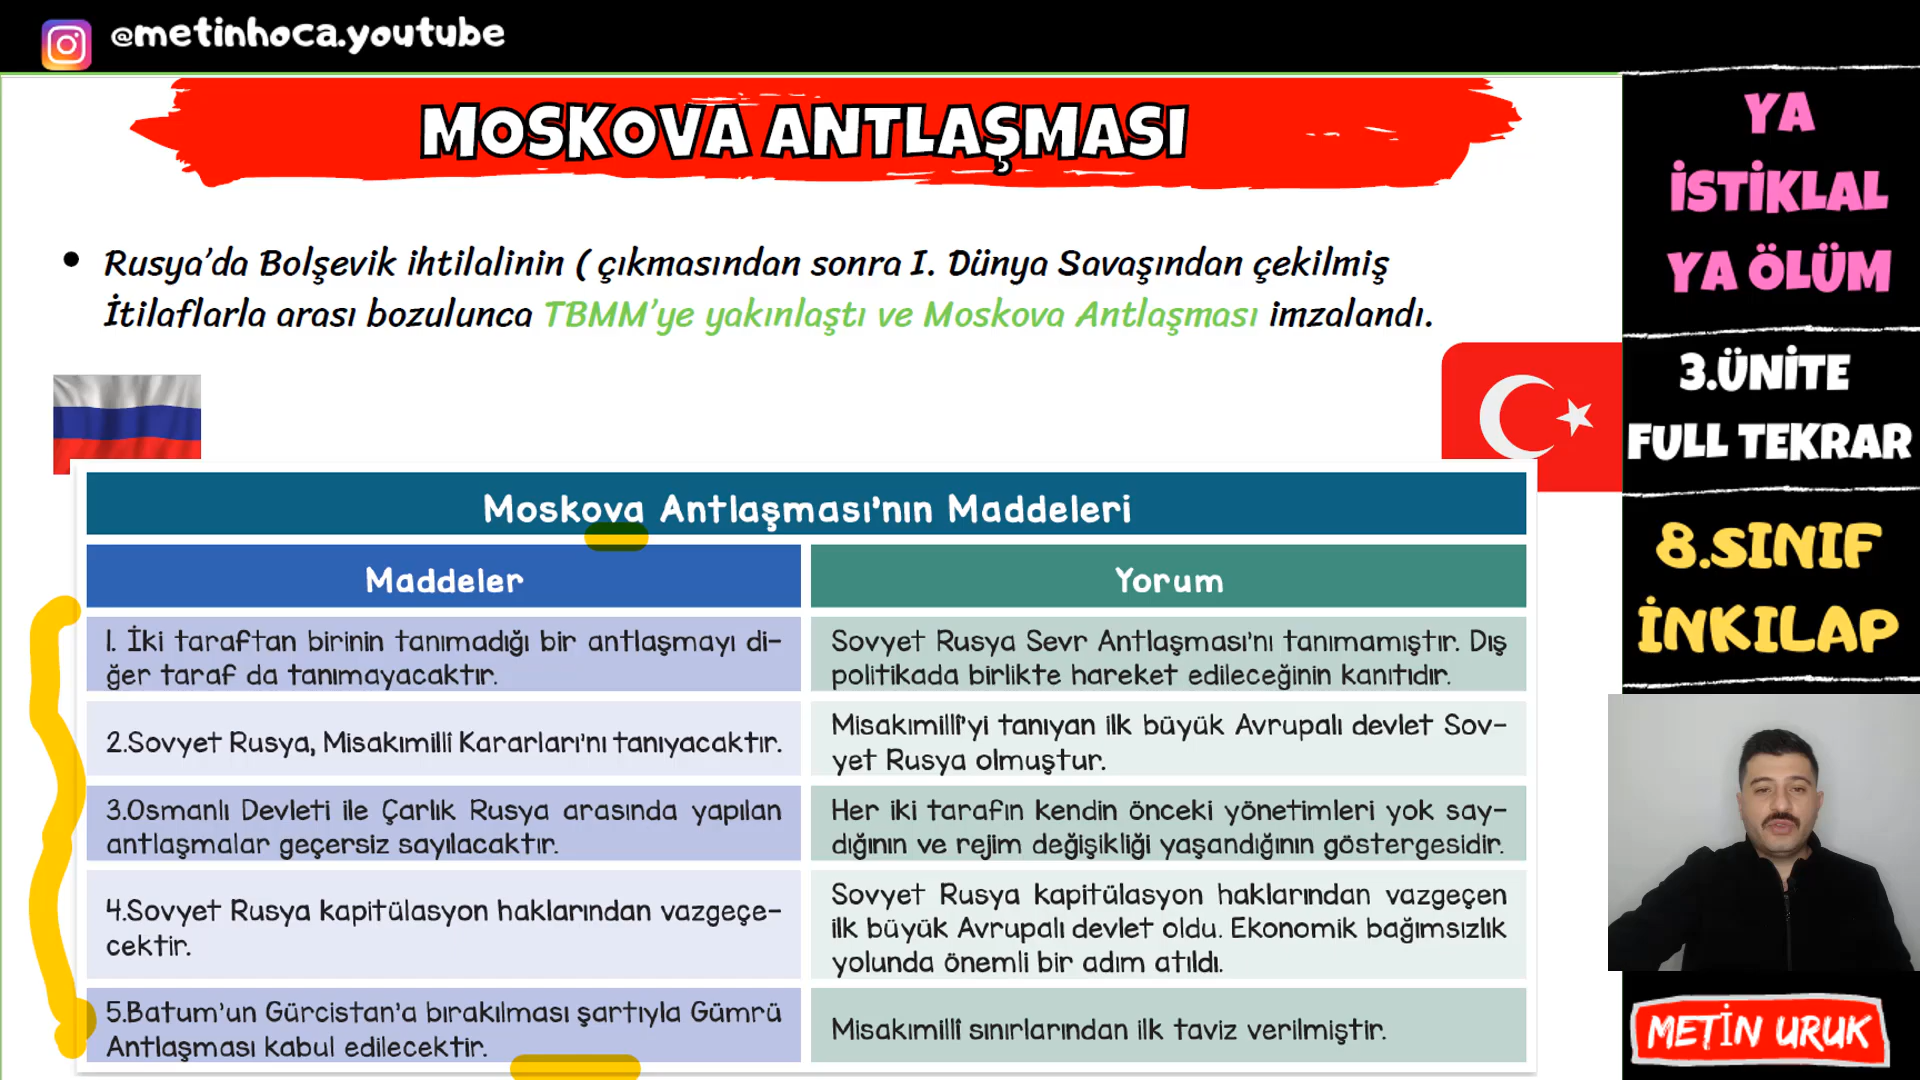 @metinhoca.youtube
MOSKOVA ANTLAŞMASI
• Rusya’da Bolşevik ihtilalinin ( çıkmasından sonra I. Dünya Savaşından çekilmiş
İtilaflarla arası bozulunca TBMM’ye yakınlaştı ve Moskova Antlaşması imzalandı.
Moskova Antlaşması’nın Maddeleri
Maddeler
Yorum
1. İki taraftan birinin tanımadığı bir antlaşmayı di-
ğer taraf da tanımayacaktır.
Sovyet Rusya Sevr Antlaşması’nı tanımamıştır. Dış
politikada birlikte hareket edileceğinin kanıtıdır.
2.Sovyet Rusya, Misakımillî Kararları’nı tanıyacaktır.
Misakımillî’yi tanıyan ilk büyük Avrupalı devlet Sov-
yet Rusya olmuştur.
3.Osmanlı Devleti ile Çarlık Rusya arasında yapılan
antlaşmalar geçersiz sayılacaktır.
Her iki tarafın kendin önceki yönetimleri yok say-
dığının ve rejim değişikliği yaşandığının göstergesidir.
4.Sovyet Rusya kapitülasyon haklarından vazgeçe-
cektir.
Sovyet Rusya kapitülasyon haklarından vazgeçen
ilk büyük Avrupalı devlet oldu. Ekonomik bağımsızlık
yolunda önemli bir adım atıldı.
5.Batum’un Gürcistan’a bırakılması şartıyla Gümrü
Antlaşması kabul edilecektir.
Misakımillî sınırlarından ilk taviz verilmiştir.
YA
İSTİKLAL
YA ÖLÜM
3.ÜNİTE
FULL TEKRAR
8.SINIF
İNKILAP
METİN URUK